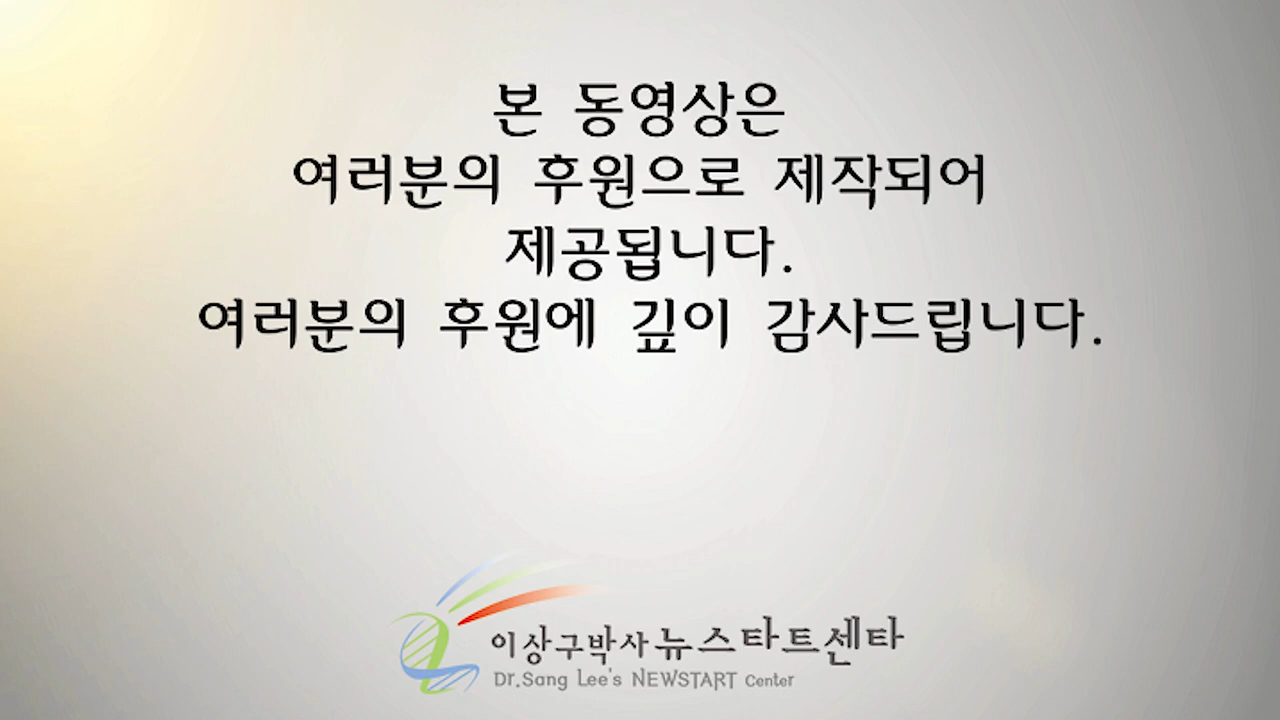 본 동영상은
여러분의 후원으로 제작되어
제공됩니다.
여러분의 후원에 깊이 감사드립니다.
이상구박사 뉴스타트센타
Dr.Sang Lee's NEWSTART Center